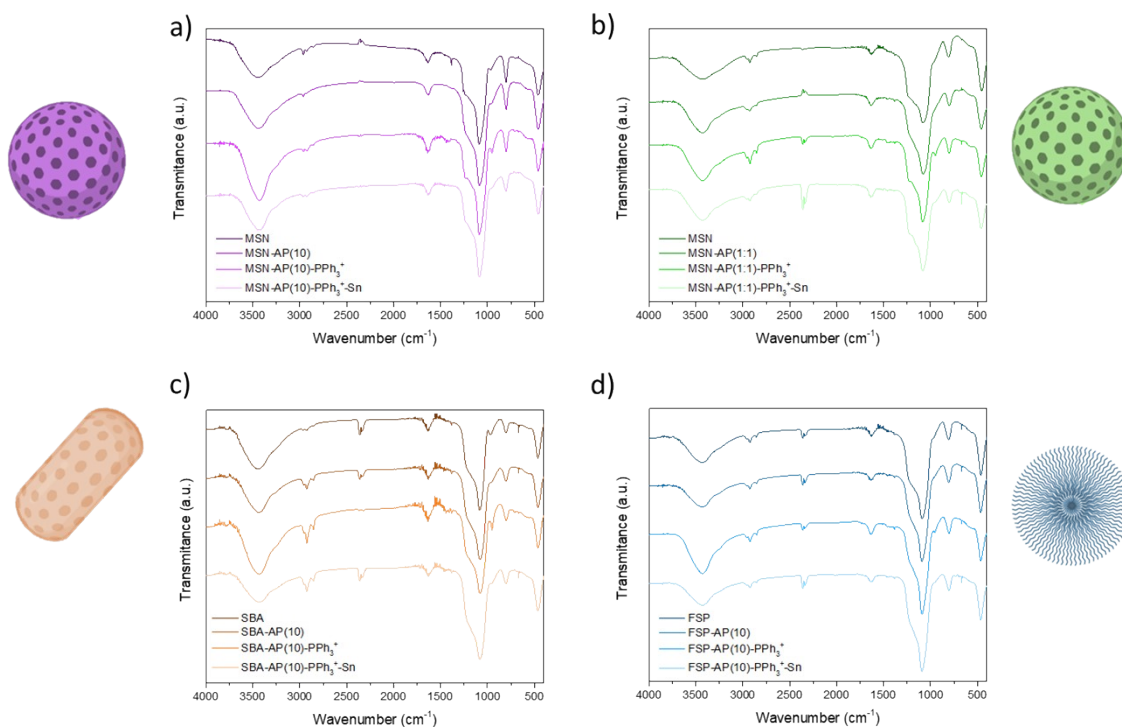 a)
Transmitance (a.u.)
MSN
MSN-AP(10)
MSN-AP(10)-PPh₃⁺
MSN-AP(10)-PPh₃⁺-Sn
4000 3500 3000 2500 2000 1500 1000 500
Wavenumber (cm⁻¹)
b)
Transmitance (a.u.)
MSN
MSN-AP(1:1)
MSN-AP(1:1)-PPh₃⁺
MSN-AP(1:1)-PPh₃⁺-Sn
4000 3500 3000 2500 2000 1500 1000 500
Wavenumber (cm⁻¹)
c)
Transmitance (a.u.)
SBA
SBA-AP(10)
SBA-AP(10)-PPh₃⁺
SBA-AP(10)-PPh₃⁺-Sn
4000 3500 3000 2500 2000 1500 1000 500
Wavenumber (cm⁻¹)
d)
Transmitance (a.u.)
FSP
FSP-AP(10)
FSP-AP(10)-PPh₃⁺
FSP-AP(10)-PPh₃⁺-Sn
4000 3500 3000 2500 2000 1500 1000 500
Wavenumber (cm⁻¹)